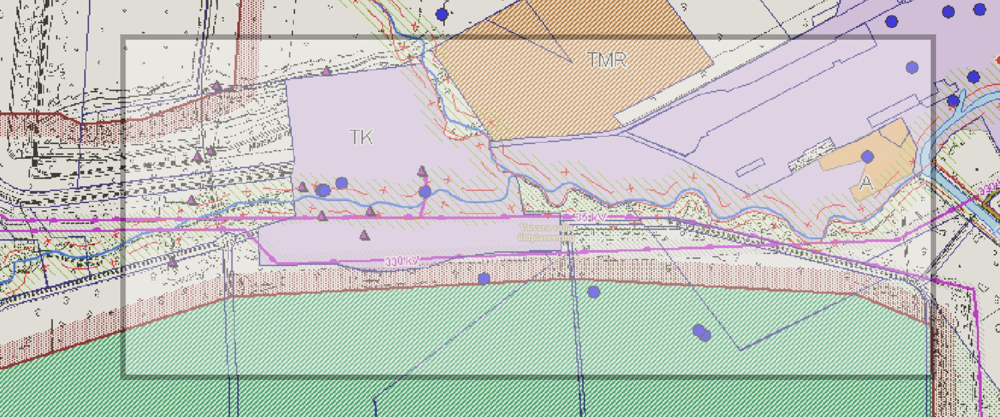 TMR
TK
A
35 kV
Vaivara valla
üldplaneering
330 kV